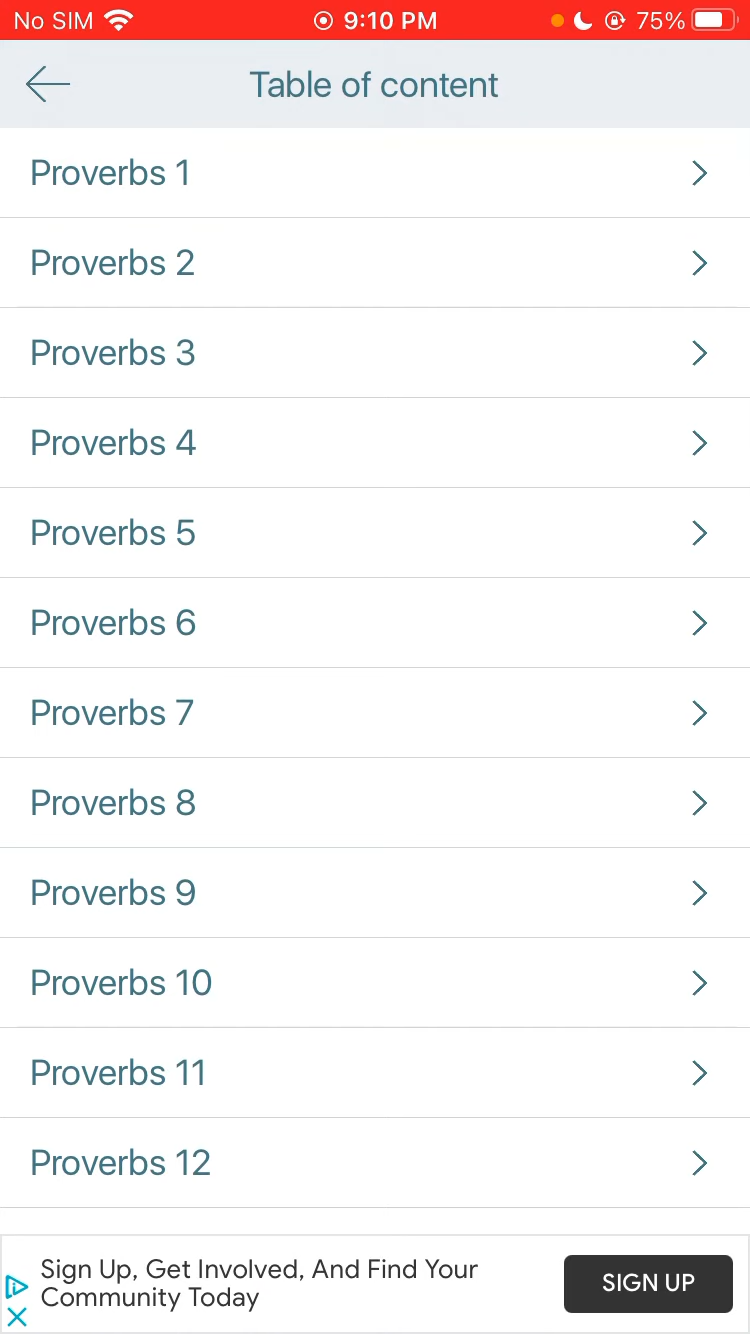 No SIM 9:10 PM 75%
Table of content
Proverbs 1
Proverbs 2
Proverbs 3
Proverbs 4
Proverbs 5
Proverbs 6
Proverbs 7
Proverbs 8
Proverbs 9
Proverbs 10
Proverbs 11
Proverbs 12
Sign Up, Get Involved, And Find Your
Community Today
SIGN UP